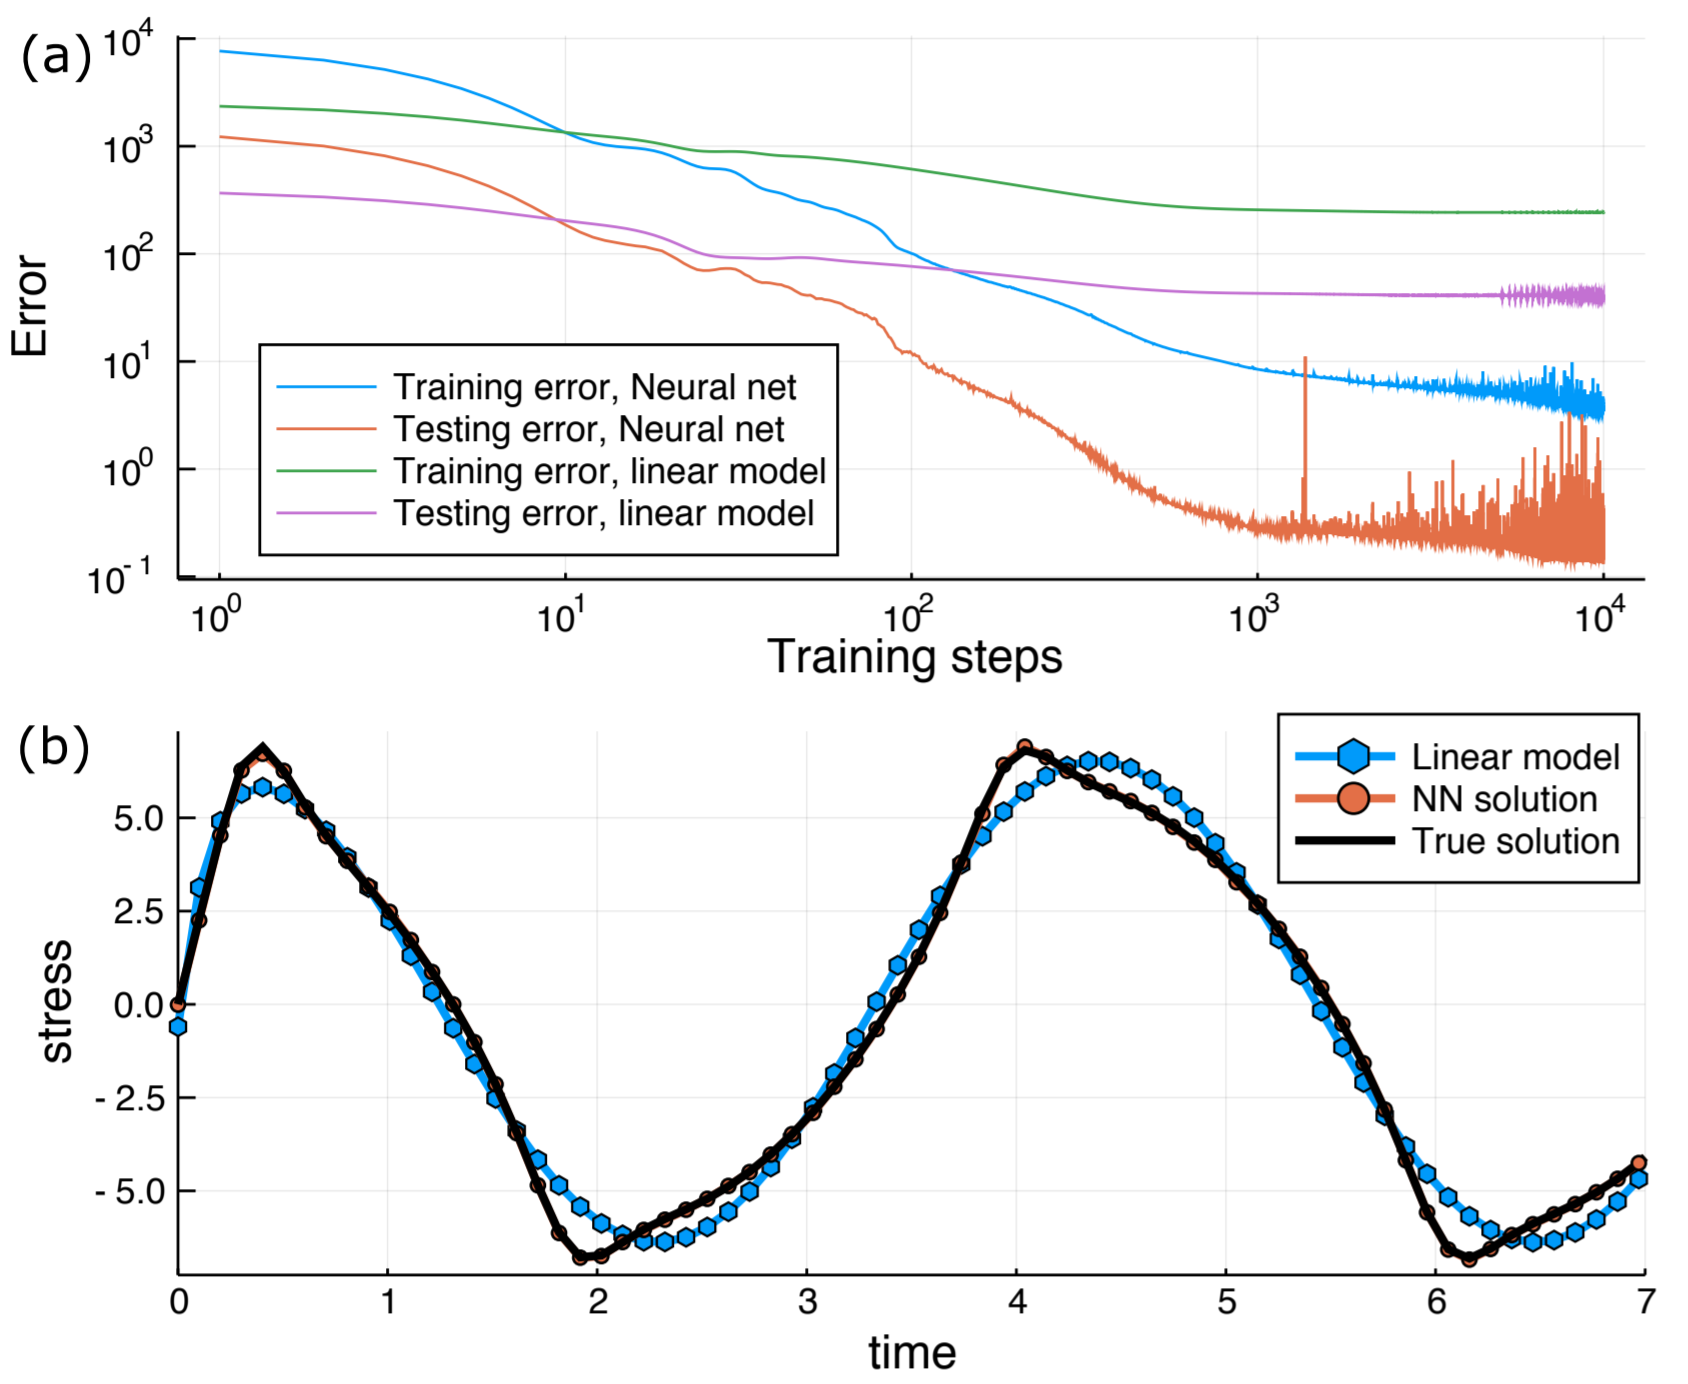 (a)
10^4
10^3
10^2
10^1
10^0
10^-1
Error
Training error, Neural net
Testing error, Neural net
Training error, linear model
Testing error, linear model
10^0 10^1 10^2 10^3 10^4
Training steps
(b)
Linear model
NN solution
True solution
5.0
2.5
0.0
-2.5
-5.0
stress
0 1 2 3 4 5 6 7
time